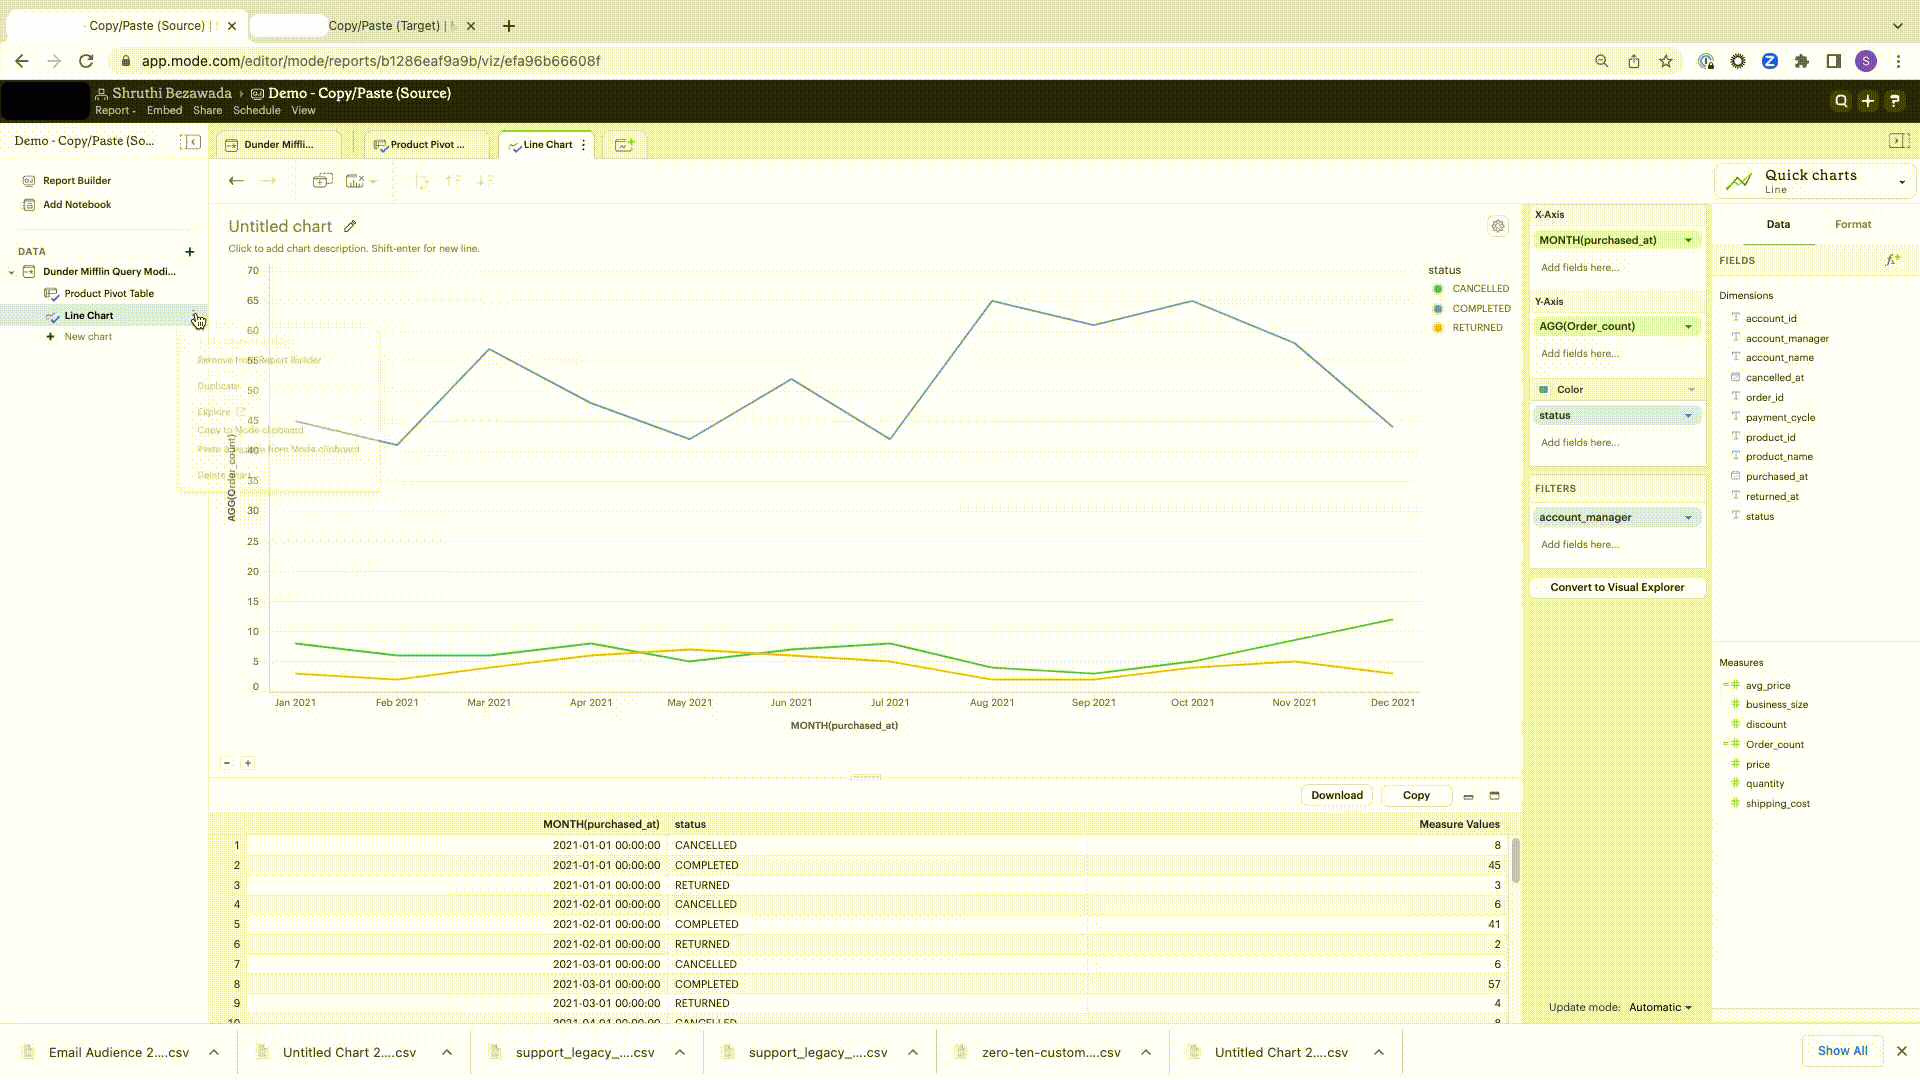 Copy/Paste (Source) |
Copy/Paste (Target) |
app.mode.com/editor/mode/reports/b1286eaf9a9b/viz/efa96b66608f
S
Shruthi Bezawada › Demo - Copy/Paste (Source)
Report Embed Share Schedule View
Demo - Copy/Paste (So...
Report Builder
Add Notebook
DATA
Dunder Mifflin Query Modi...
Product Pivot Table
Line Chart
New chart
Dunder Miffli...
Product Pivot ...
Line Chart
Remove from Report Builder
Duplicate
Explore
Copy to Mode clipboard
from Mode clipboard
Delete
Untitled chart
Click to add chart description. Shift-enter for new line.
AGG(Order_count)
70
65
60
55
50
45
40
35
30
25
20
15
10
5
0
Jan 2021 Feb 2021 Mar 2021 Apr 2021 May 2021 Jun 2021 Jul 2021 Aug 2021 Sep 2021 Oct 2021 Nov 2021 Dec 2021
MONTH(purchased_at)
status
CANCELLED
COMPLETED
RETURNED
X-Axis
MONTH(purchased_at)
Add fields here...
Y-Axis
AGG(Order_count)
Add fields here...
Color
status
Add fields here...
FILTERS
account_manager
Add fields here...
Convert to Visual Explorer
Update mode: Automatic
Quick charts
Line
Data Format
FIELDS
Dimensions
account_id
account_manager
account_name
cancelled_at
order_id
payment_cycle
product_id
product_name
purchased_at
returned_at
status
Measures
avg_price
business_size
discount
Order_count
price
quantity
shipping_cost
Download Copy
MONTH(purchased_at) status Measure Values
1 2021-01-01 00:00:00 CANCELLED 8
2 2021-01-01 00:00:00 COMPLETED 45
3 2021-01-01 00:00:00 RETURNED 3
4 2021-02-01 00:00:00 CANCELLED 6
5 2021-02-01 00:00:00 COMPLETED 41
6 2021-02-01 00:00:00 RETURNED 2
7 2021-03-01 00:00:00 CANCELLED 6
8 2021-03-01 00:00:00 COMPLETED 57
9 2021-03-01 00:00:00 RETURNED 4
10 2021-04-01 00:00:00 CANCELLED 8
Email Audience 2....csv
Untitled Chart 2....csv
support_legacy_....csv
support_legacy_....csv
zero-ten-custom....csv
Untitled Chart 2....csv
Show All